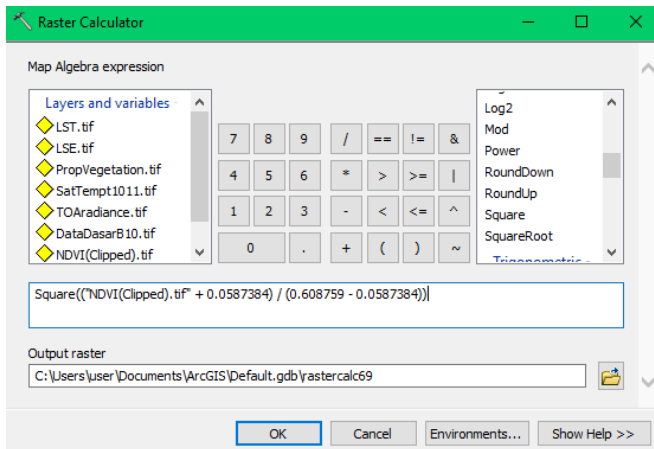 Raster Calculator
Map Algebra expression
Layers and variables
LST.tif
LSE.tif
PropVegetation.tif
SatTempt1011.tif
TOAradiance.tif
DataDasarB10.tif
NDVI(Clipped).tif
7 8 9 / == != &
4 5 6 * > >= |
1 2 3 - < <= ^
0 . + ( ) ~
Log2
Mod
Power
RoundDown
RoundUp
Square
SquareRoot
Trigonometric
Square(("NDVI(Clipped).tif" + 0.0587384) / (0.608759 - 0.0587384))
Output raster
C:\Users\user\Documents\ArcGIS\Default.gdb\rastercalc69
OK Cancel Environments... Show Help >>